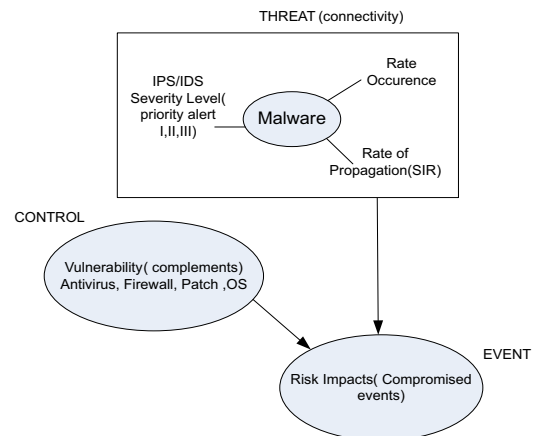 THREAT (connectivity)
Rate
Occurence
IPS/IDS
Severity Level(
priority alert
I,II,III)
Malware
Rate of
Propagation(SIR)
CONTROL
Vulnerability( complements)
Antivirus, Firewall, Patch ,OS
EVENT
Risk Impacts( Compromised
events)